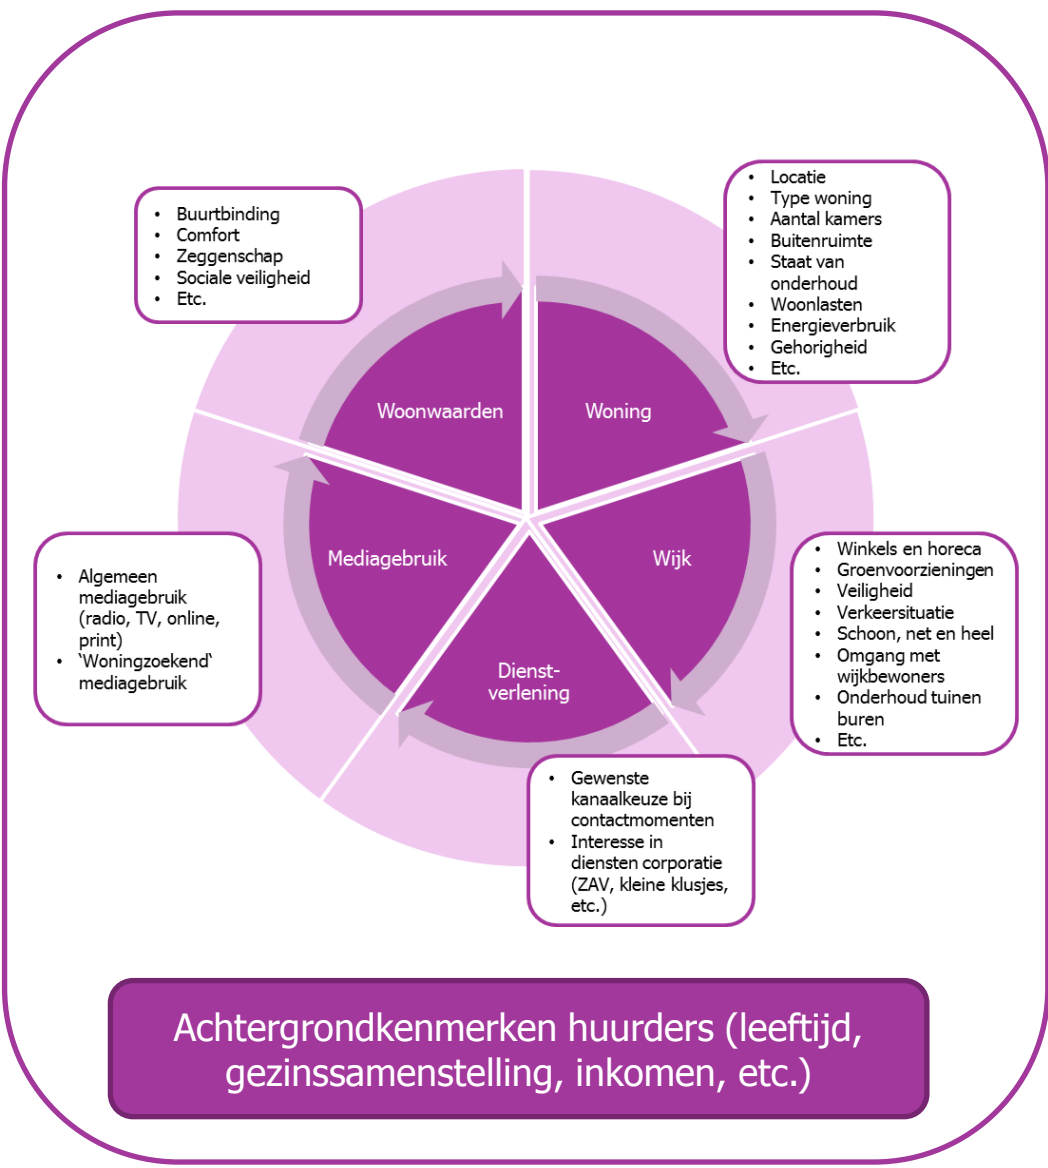 • Buurtbinding
• Comfort
• Zeggenschap
• Sociale veiligheid
• Etc.
• Locatie
• Type woning
• Aantal kamers
• Buitenruimte
• Staat van
onderhoud
• Woonlasten
• Energieverbruik
• Gehorigheid
• Etc.
Woonwaarden
Woning
Mediagebruik
Wijk
Dienst-
verlening
• Algemeen
mediagebruik
(radio, TV, online,
print)
• 'Woningzoekend'
mediagebruik
• Winkels en horeca
• Groenvoorzieningen
• Veiligheid
• Verkeersituatie
• Schoon, net en heel
• Omgang met
wijkbewoners
• Onderhoud tuinen
buren
• Etc.
• Gewenste
kanaalkeuze bij
contactmomenten
• Interesse in
diensten corporatie
(ZAV, kleine klusjes,
etc.)
Achtergrondkenmerken huurders (leeftijd,
gezinssamenstelling, inkomen, etc.)